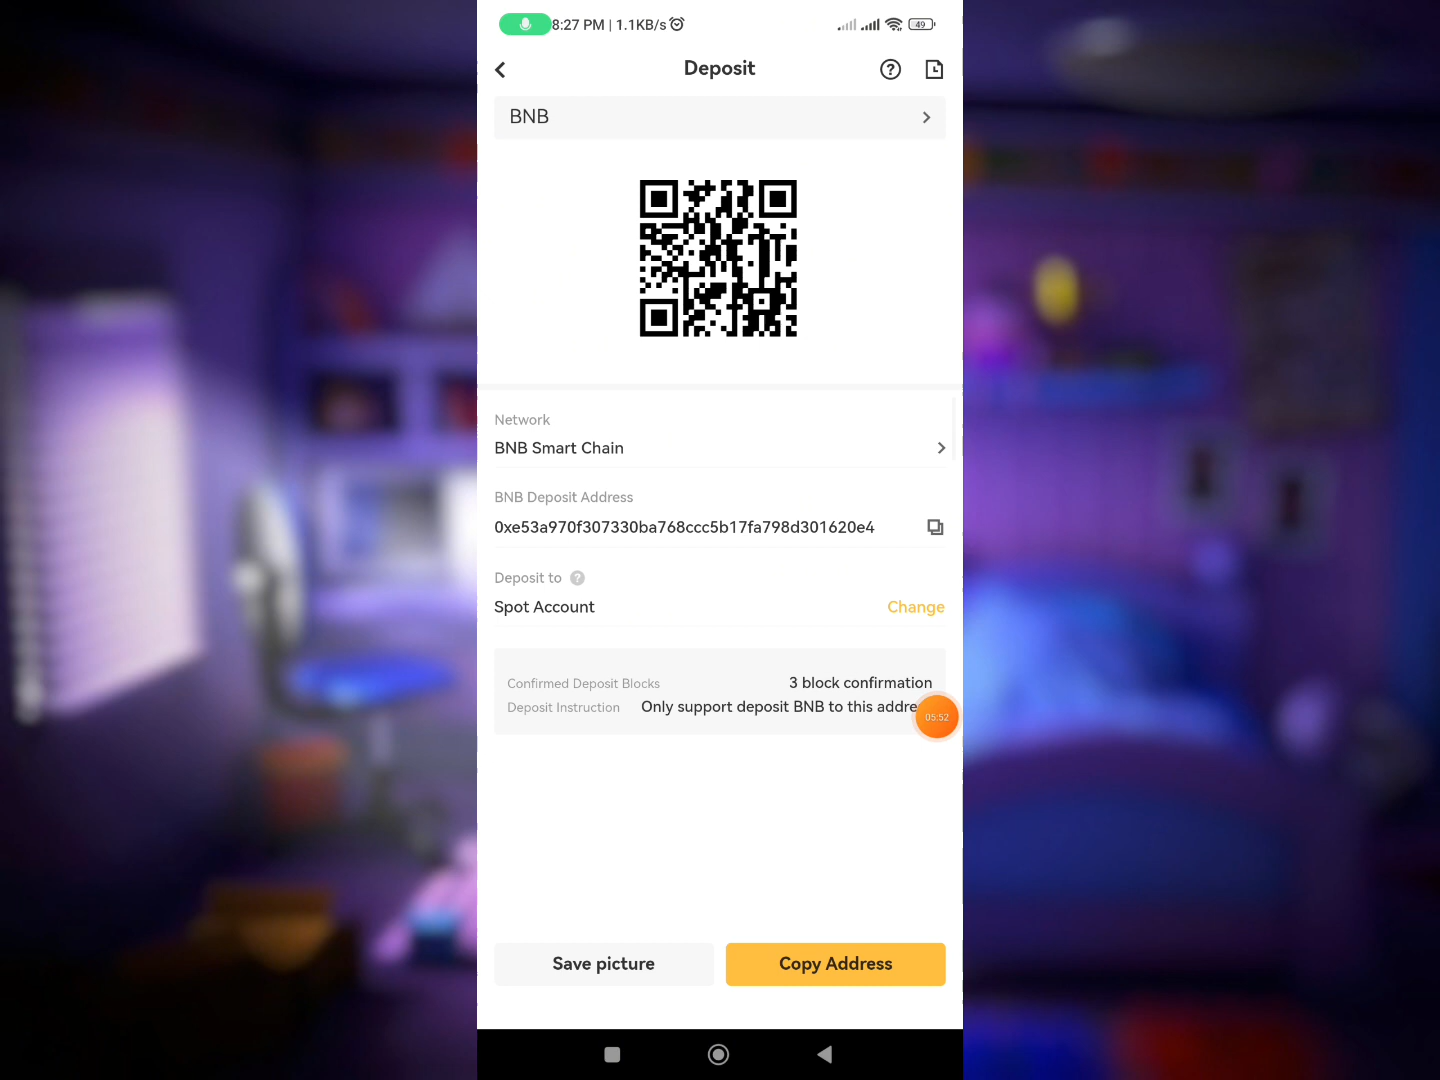 8:27 PM | 1.1KB/s
49
Deposit
BNB
Network
BNB Smart Chain
BNB Deposit Address
0xe53a970f307330ba768ccc5b17fa798d301620e4
Deposit to ?
Spot Account Change
Confirmed Deposit Blocks 3 block confirmation
Deposit Instruction Only support deposit BNB to this addre
05:52
Save picture Copy Address